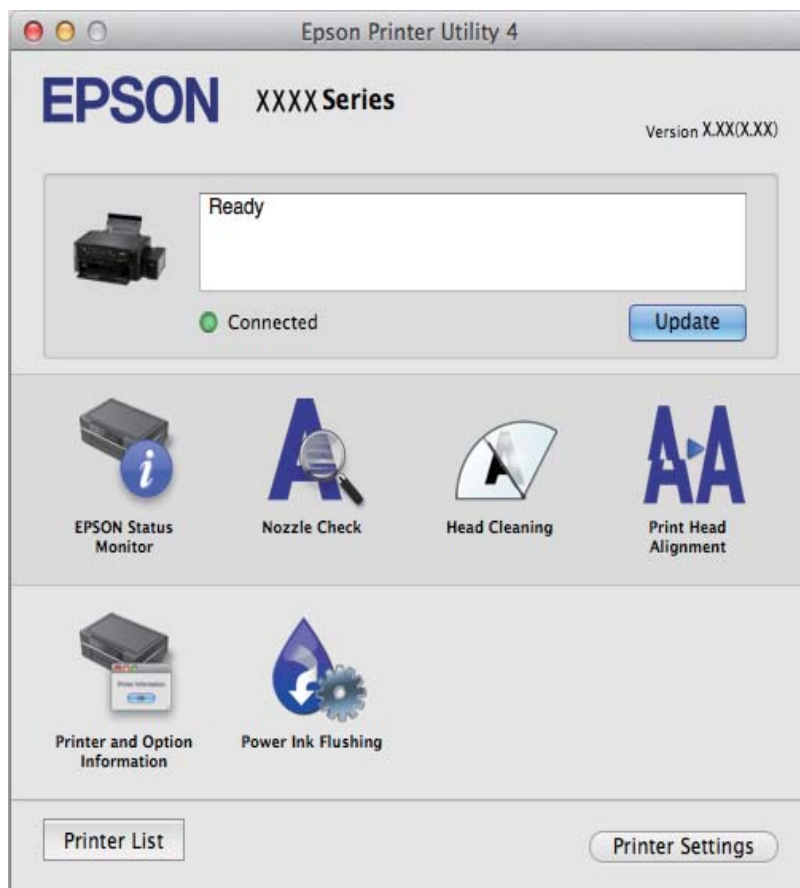 Epson Printer Utility 4
EPSON XXXX Series
Version X.XX(X.XX)
Ready
Connected
Update
EPSON Status
Monitor
Nozzle Check
Head Cleaning
Print Head
Alignment
Printer and Option
Information
Power Ink Flushing
Printer List
Printer Settings